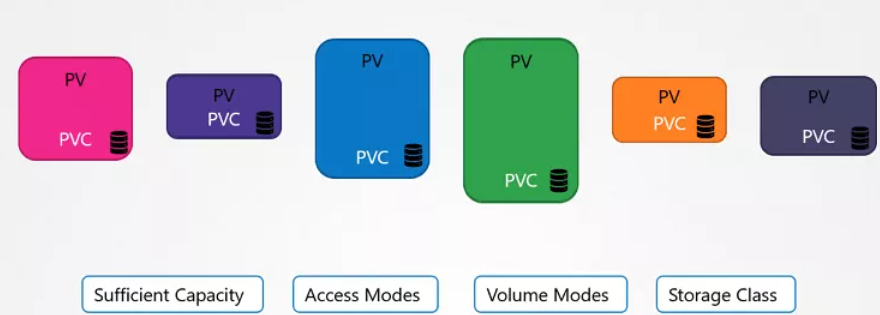 PV
PVC
PV
PVC
PV
PVC
PV
PVC
PV
PVC
PV
PVC
Sufficient Capacity
Access Modes
Volume Modes
Storage Class